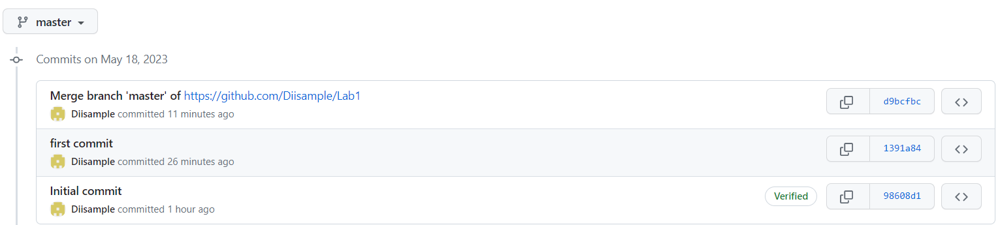 master
Commits on May 18, 2023
Merge branch 'master' of https://github.com/Diisample/Lab1
d9bcfbc
Diisample committed 11 minutes ago
first commit
1391a84
Diisample committed 26 minutes ago
Initial commit
Verified
98608d1
Diisample committed 1 hour ago